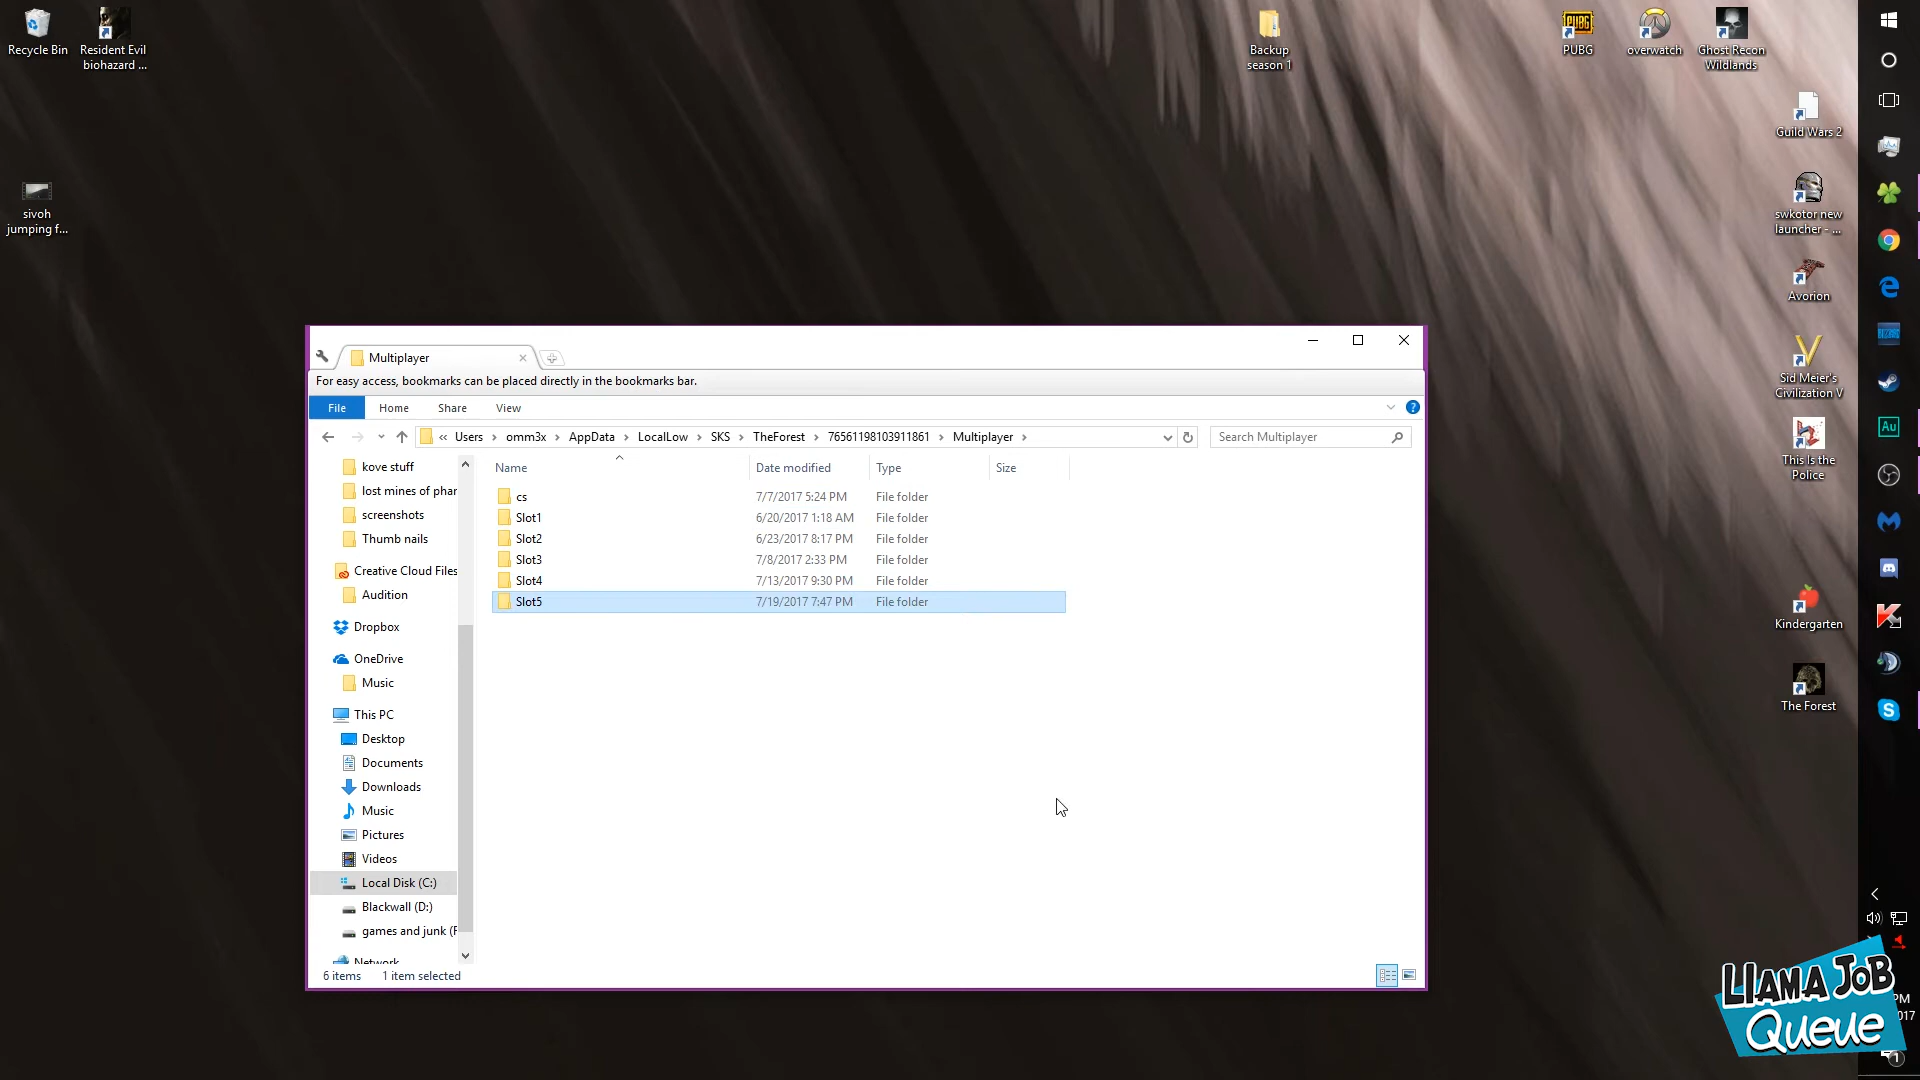 Recycle Bin
Resident Evil
biohazard ...
Backup
season 1
PUBG
overwatch
Ghost Recon
Wildlands
Guild Wars 2
sivoh
jumping f...
swkotor new
launcher - ...
Avorion
Sid Meier's
Civilization V
This Is the
Police
Kindergarten
The Forest
Multiplayer
For easy access, bookmarks can be placed directly in the bookmarks bar.
File Home Share View
« Users › omm3x › AppData › LocalLow › SKS › TheForest › 76561198103911861 › Multiplayer ›
Search Multiplayer
kove stuff
lost mines of phar
screenshots
Thumb nails
Creative Cloud Files
Audition
Dropbox
OneDrive
Music
This PC
Desktop
Documents
Downloads
Music
Pictures
Videos
Local Disk (C:)
Blackwall (D:)
games and junk (F
Network
Name Date modified Type Size
cs 7/7/2017 5:24 PM File folder
Slot1 6/20/2017 1:18 AM File folder
Slot2 6/23/2017 8:17 PM File folder
Slot3 7/8/2017 2:33 PM File folder
Slot4 7/13/2017 9:30 PM File folder
Slot5 7/19/2017 7:47 PM File folder
6 items 1 item selected
Au
LLAMA JOB
QUEUE
PM
017
1